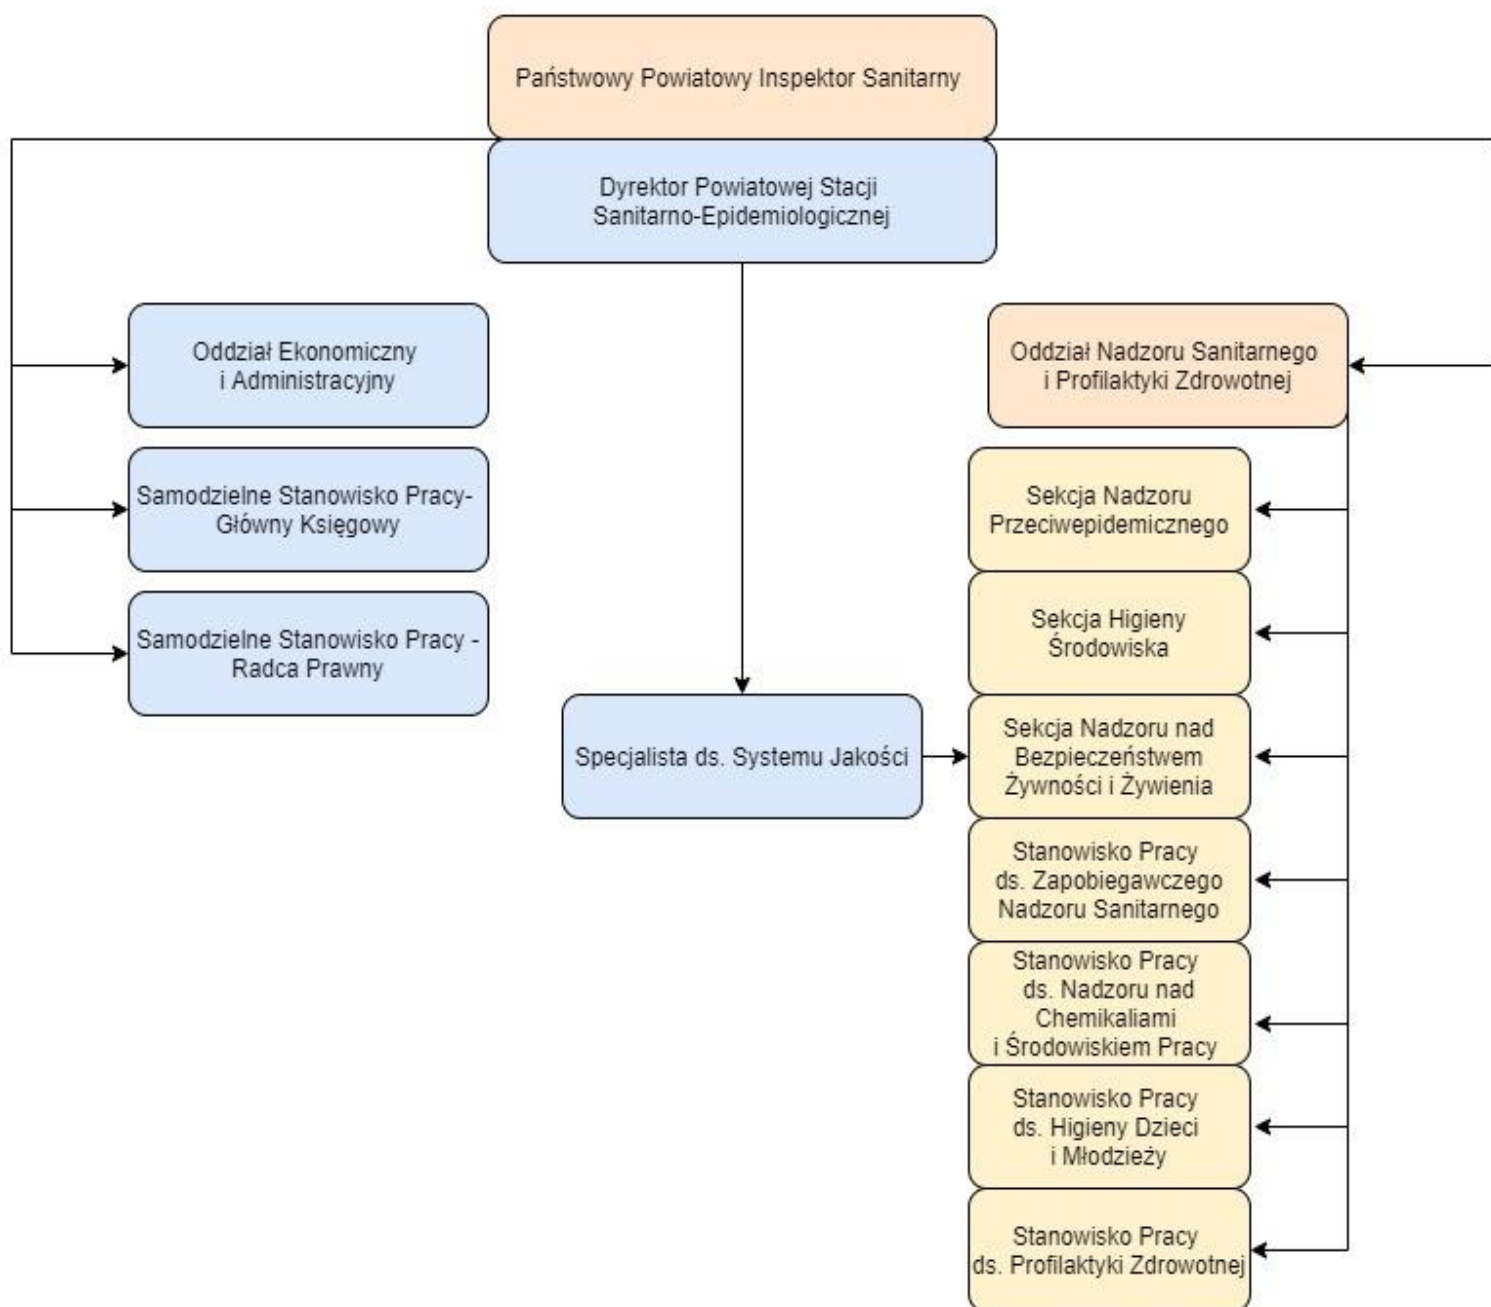 Państwowy Powiatowy Inspektor Sanitarny
Dyrektor Powiatowej Stacji
Sanitarno-Epidemiologicznej
Oddział Ekonomiczny
i Administracyjny
Samodzielne Stanowisko Pracy-
Główny Księgowy
Samodzielne Stanowisko Pracy -
Radca Prawny
Specjalista ds. Systemu Jakości
Oddział Nadzoru Sanitarnego
i Profilaktyki Zdrowotnej
Sekcja Nadzoru
Przeciwepidemicznego
Sekcja Higieny
Środowiska
Sekcja Nadzoru nad
Bezpieczeństwem
Żywności i Żywienia
Stanowisko Pracy
ds. Zapobiegawczego
Nadzoru Sanitarnego
Stanowisko Pracy
ds. Nadzoru nad
Chemikaliami
i Środowiskiem Pracy
Stanowisko Pracy
ds. Higieny Dzieci
i Młodzieży
Stanowisko Pracy
ds. Profilaktyki Zdrowotnej